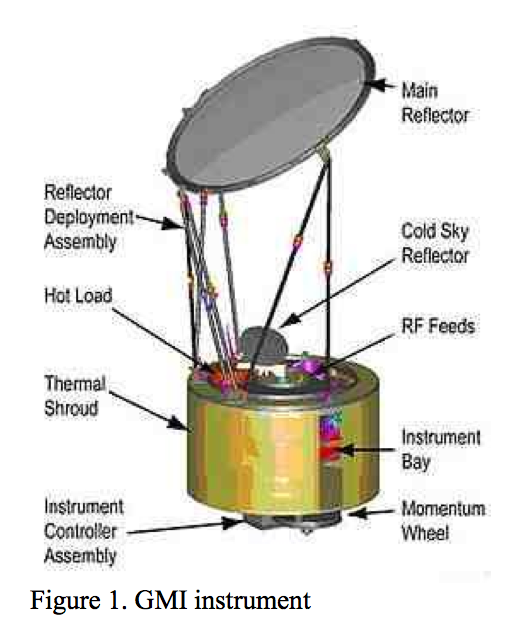 Main
Reflector
Reflector
Deployment
Assembly
Cold Sky
Reflector
Hot Load
RF Feeds
Thermal
Shroud
Instrument
Bay
Instrument
Controller
Assembly
Momentum
Wheel
Figure 1. GMI instrument